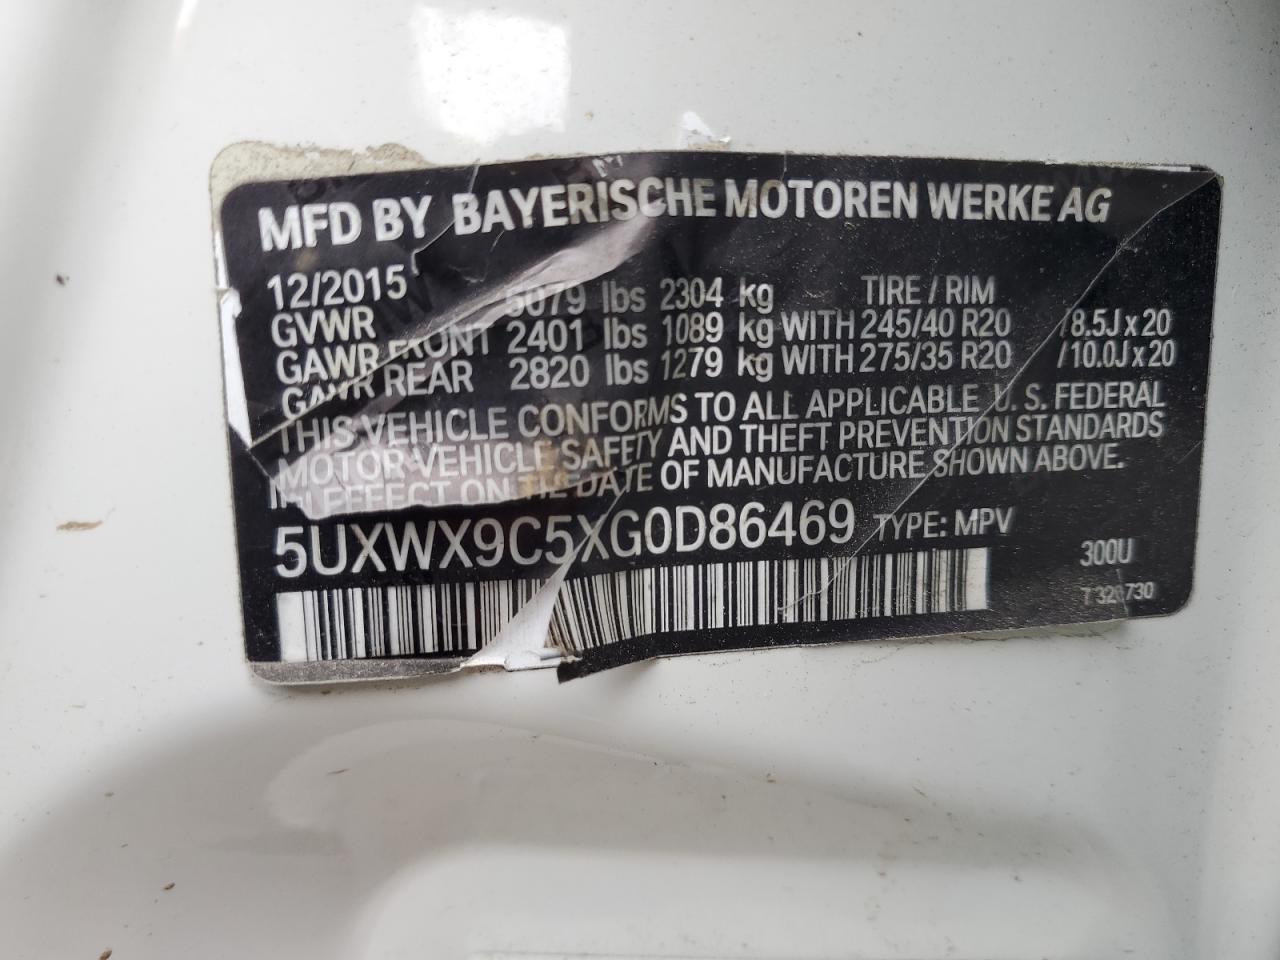 MFD BY BAYERISCHE MOTOREN WERKE AG
12/2015
GVWR 5079 lbs 2304 kg TIRE / RIM
GAWR FRONT 2401 lbs 1089 kg WITH 245/40 R20 /8.5J x 20
GAWR REAR 2820 lbs 1279 kg WITH 275/35 R20 /10.0J x 20
THIS VEHICLE CONFORMS TO ALL APPLICABLE U. S. FEDERAL
MOTOR VEHICLE SAFETY AND THEFT PREVENTION STANDARDS
IN EFFECT ON THE DATE OF MANUFACTURE SHOWN ABOVE.
5UXWX9C5XG0D86469 TYPE: MPV
300U